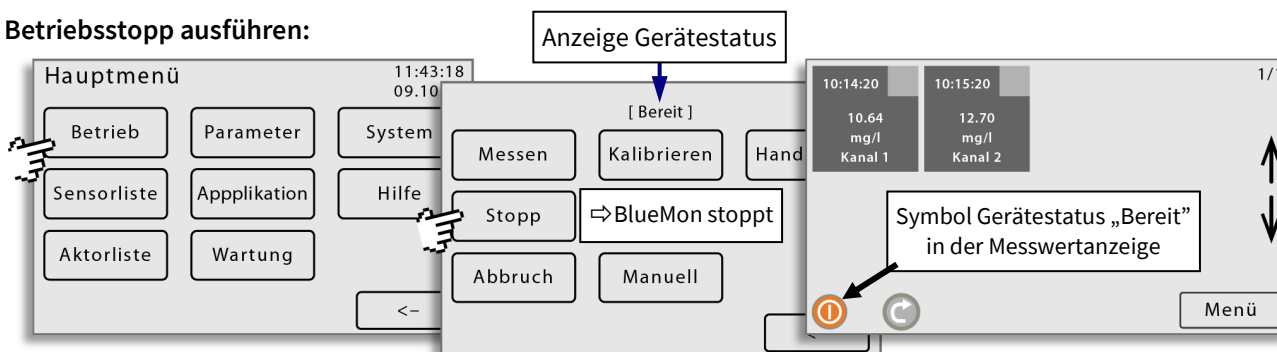 Betriebsstopp ausführen:
Anzeige Gerätestatus
Hauptmenü
11:43:18
09.10
Betrieb
Parameter
System
Sensorliste
Appplikation
Hilfe
Aktorliste
Wartung
<–
[ Bereit ]
Messen
Kalibrieren
Hand
Stopp
⇨BlueMon stoppt
Abbruch
Manuell
10:14:20
10.64
mg/l
Kanal 1
10:15:20
12.70
mg/l
Kanal 2
1/1
Symbol Gerätestatus „Bereit”
in der Messwertanzeige
Menü